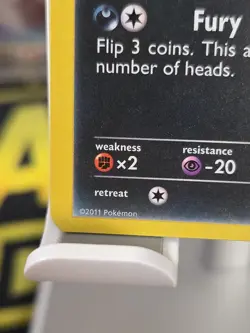 Fury
Flip 3 coins. This a
number of heads.
weakness resistance
×2 -20
retreat
©2011 Pokémon